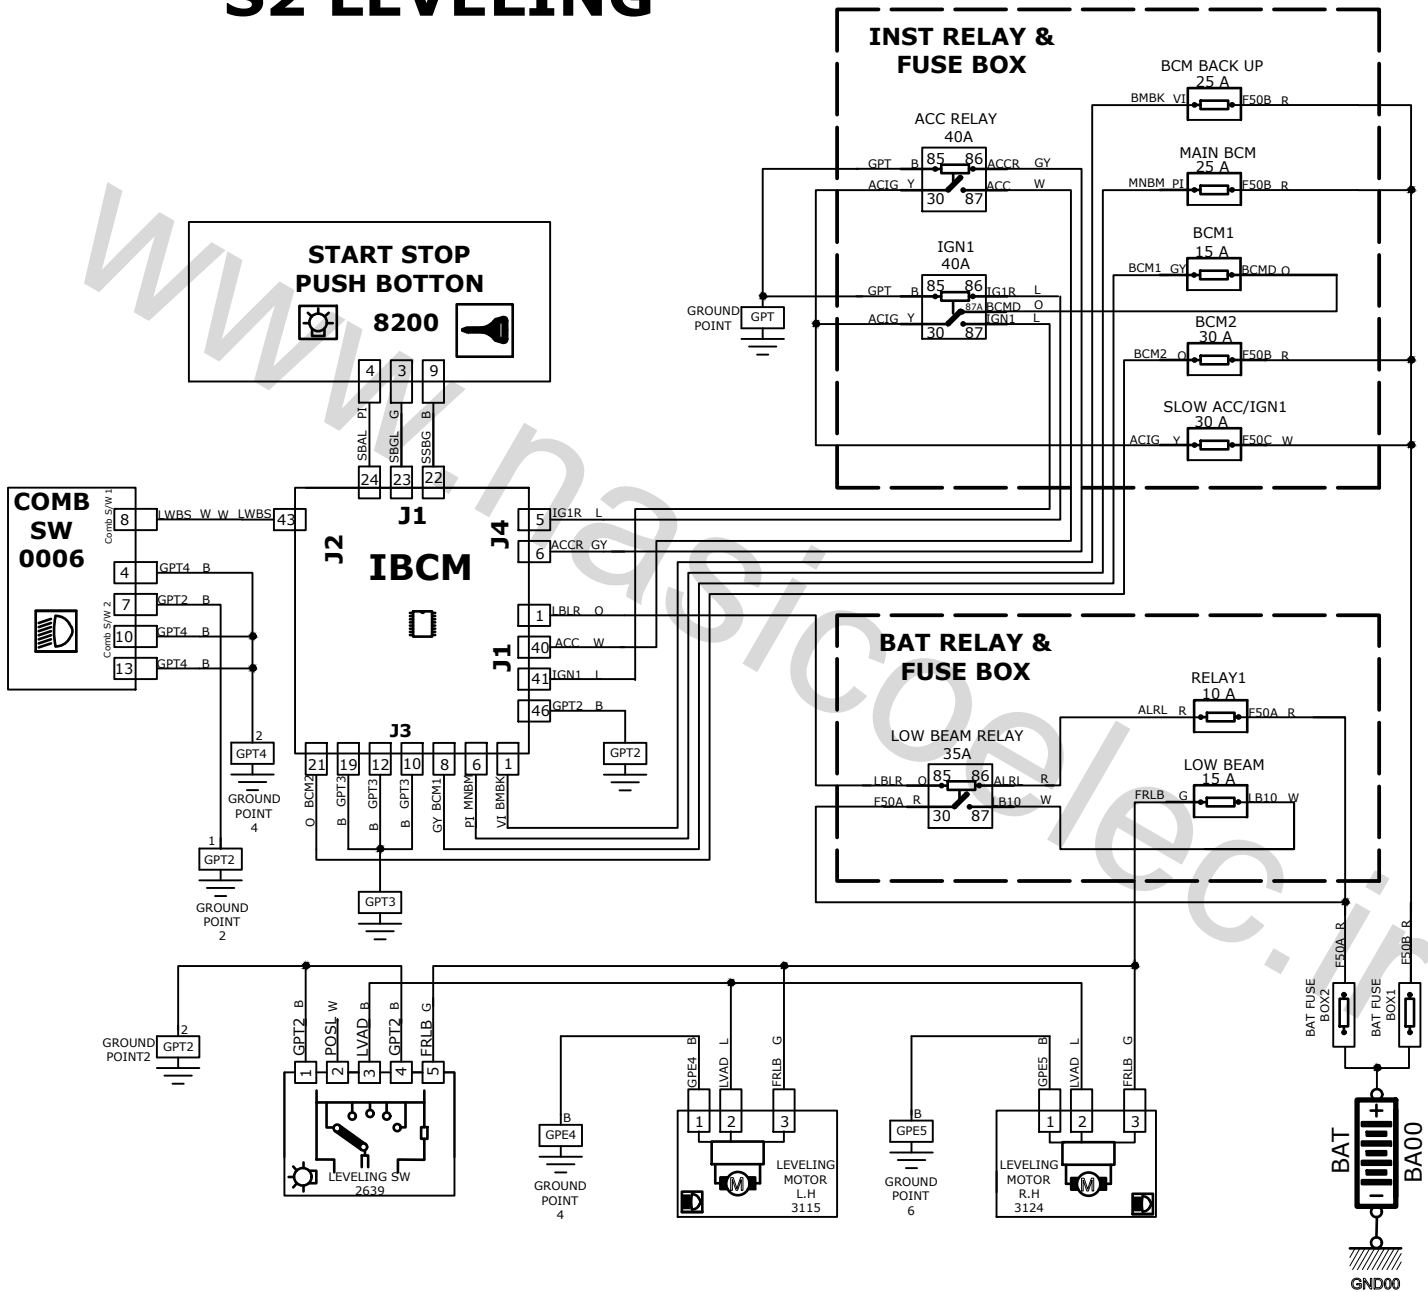 S2 LEVELING
INST RELAY &
FUSE BOX
BCM BACK UP
25 A
BMBK VI F50B R
ACC RELAY
40A
GPT B 85 86 ACCR GY
ACIG Y 30 87 ACC W
MAIN BCM
25 A
MNBM PI F50B R
IGN1
40A
GPT B 85 86 IG1R L
87A BCMD O
ACIG Y 30 87 IGN1 L
BCM1
15 A
BCM1 GY BCMD O
BCM2
30 A
BCM2 O F50B R
SLOW ACC/IGN1
30 A
ACIG Y F50C W
GROUND
POINT
GPT
START STOP
PUSH BOTTON
8200
4 3 9
SBAL PI
SBGL G
SSBG B
24 23 22
J1
COMB
SW
0006
Comb S/W 1
8 LWBS W W LWBS 43
Comb S/W 2
4 GPT4 B
7 GPT2 B
10 GPT4 B
13 GPT4 B
J2
IBCM
J4
5 IG1R L
6 ACCR GY
J1
1 LBLR O
40 ACC W
41 IGN1 L
46 GPT2 B
GPT2
J3
21 19 12 10 8 6 1
O BCM2
B GPT3
B GPT3
B GPT3
GY BCM1
PI MNBM
VI BMBK
GPT3
2
GPT4
GROUND
POINT
4
1
GPT2
GROUND
POINT
2
BAT RELAY &
FUSE BOX
RELAY1
10 A
ALRL R F50A R
LOW BEAM RELAY
35A
LBLR O 85 86 ALRL R
F50A R 30 87 LB10 W
LOW BEAM
15 A
FRLB G LB10 W
F50A R
F50B R
BAT FUSE
BOX2
BAT FUSE
BOX1
GROUND
POINT2
2
GPT2
GPT2 B
POSL W
LVAD B
GPT2 B
FRLB G
1 2 3 4 5
LEVELING SW
2639
B
GPE4
GROUND
POINT
4
GPE4 B
LVAD L
FRLB G
1 2 3
M
LEVELING
MOTOR
L.H
3115
B
GPE5
GROUND
POINT
6
GPE5 B
LVAD L
FRLB G
1 2 3
M
LEVELING
MOTOR
R.H
3124
+
BAT
BA00
−
GND00
www.nasicoelec.ir